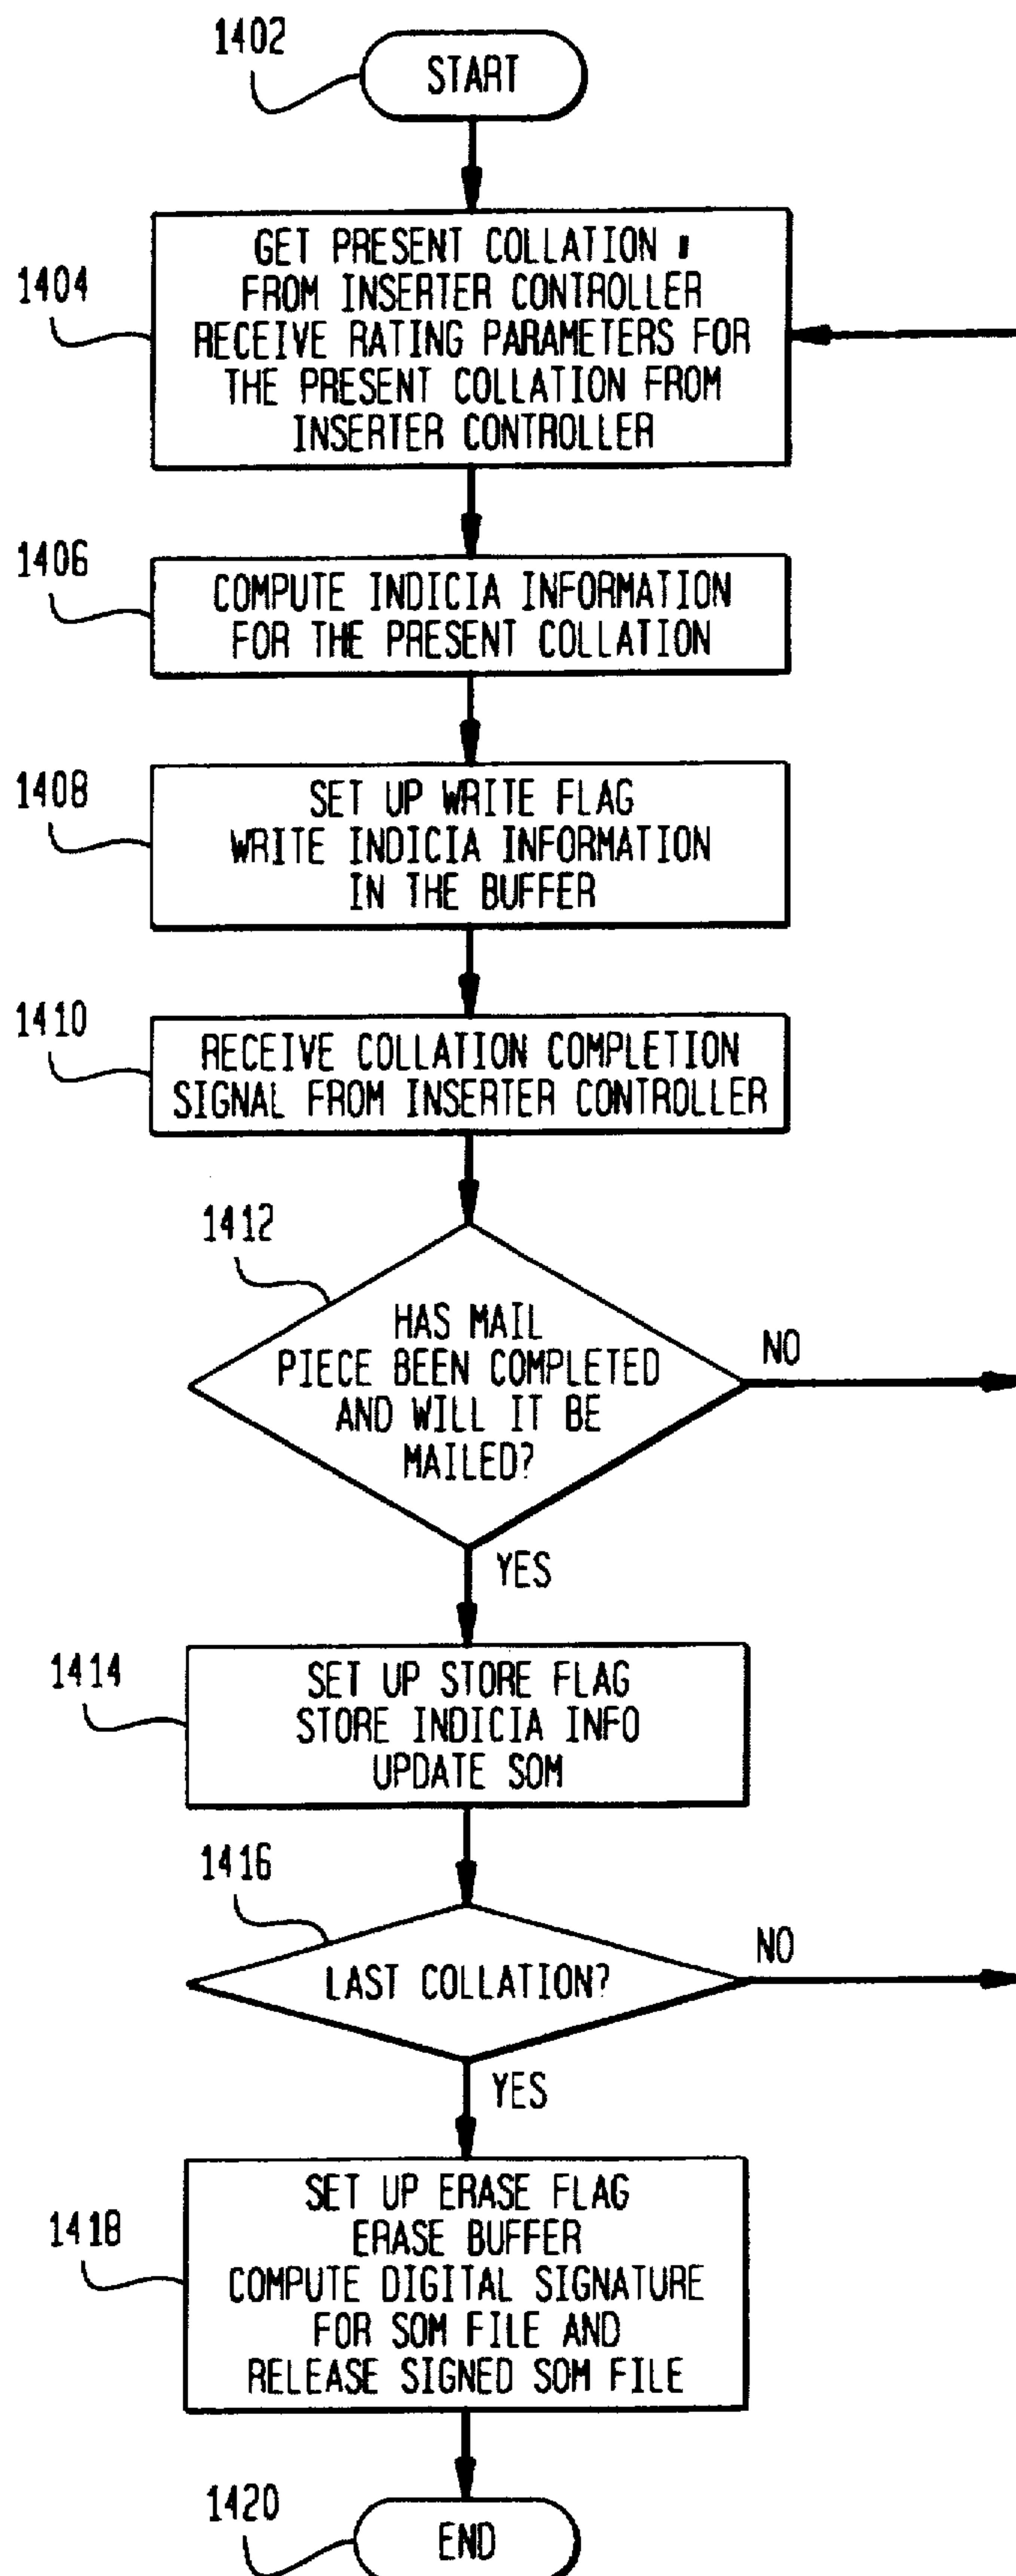 1402
START
1404
GET PRESENT COLLATION #
FROM INSERTER CONTROLLER
RECEIVE RATING PARAMETERS FOR
THE PRESENT COLLATION FROM
INSERTER CONTROLLER
1406
COMPUTE INDICIA INFORMATION
FOR THE PRESENT COLLATION
1408
SET UP WRITE FLAG
WRITE INDICIA INFORMATION
IN THE BUFFER
1410
RECEIVE COLLATION COMPLETION
SIGNAL FROM INSERTER CONTROLLER
1412
HAS MAIL
PIECE BEEN COMPLETED
AND WILL IT BE
MAILED?
NO
YES
1414
SET UP STORE FLAG
STORE INDICIA INFO
UPDATE SOM
1416
LAST COLLATION?
NO
YES
1418
SET UP ERASE FLAG
ERASE BUFFER
COMPUTE DIGITAL SIGNATURE
FOR SOM FILE AND
RELEASE SIGNED SOM FILE
1420
END